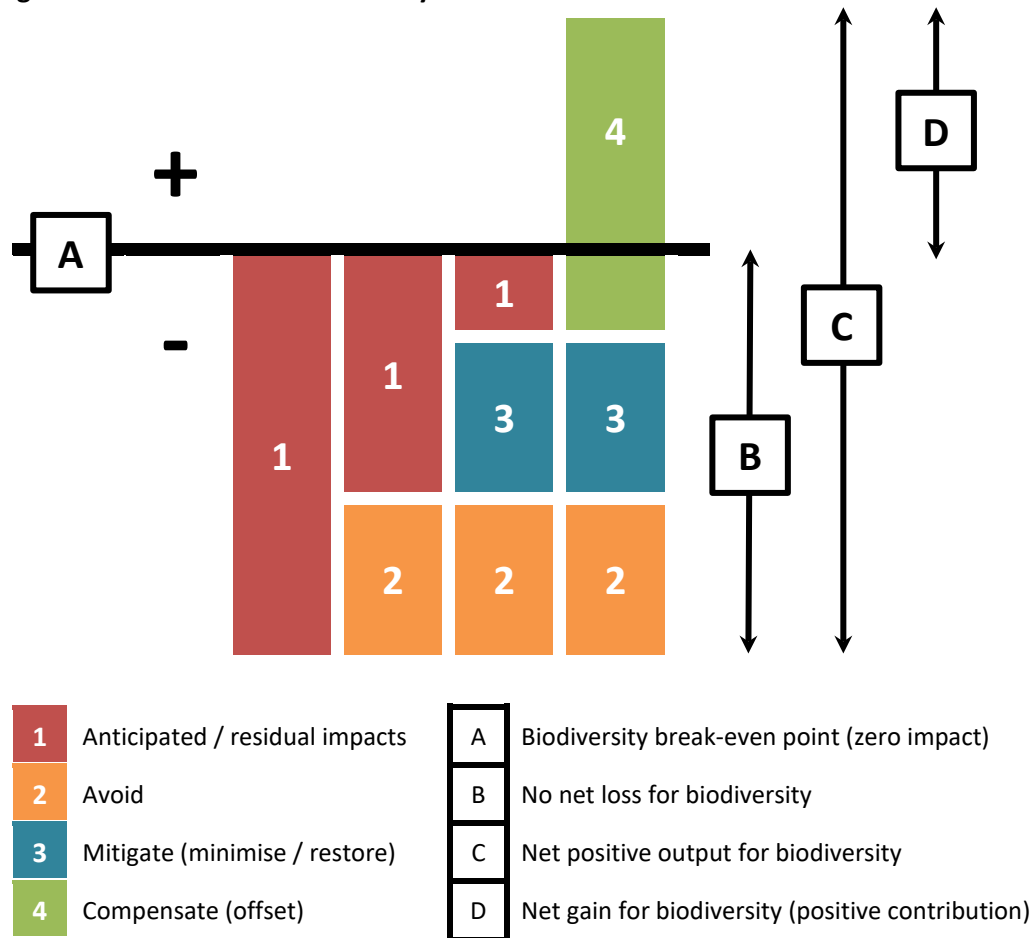 4
D
+
A
1
C
-
1
3
3
B
1
2
2
2
1 Anticipated / residual impacts A Biodiversity break-even point (zero impact)
2 Avoid B No net loss for biodiversity
3 Mitigate (minimise / restore) C Net positive output for biodiversity
4 Compensate (offset) D Net gain for biodiversity (positive contribution)